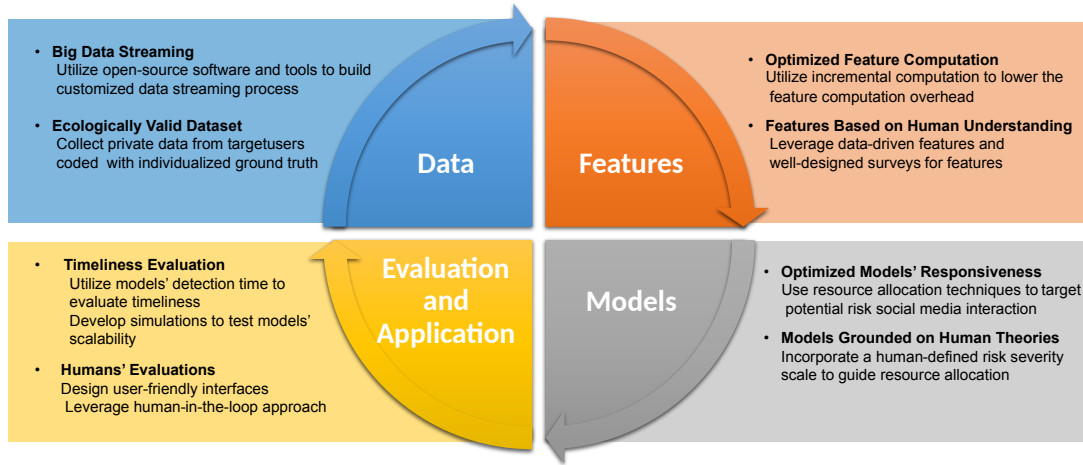 • Big Data Streaming
Utilize open-source software and tools to build
customized data streaming process
• Ecologically Valid Dataset
Collect private data from targetusers
coded with individualized ground truth
Data
Features
• Optimized Feature Computation
Utilize incremental computation to lower the
feature computation overhead
• Features Based on Human Understanding
Leverage data-driven features and
well-designed surveys for features
• Timeliness Evaluation
Utilize models’ detection time to
evaluate timeliness
Develop simulations to test models’
scalability
• Humans’ Evaluations
Design user-friendly interfaces
Leverage human-in-the-loop approach
Evaluation
and
Application
Models
• Optimized Models’ Responsiveness
Use resource allocation techniques to target
potential risk social media interaction
• Models Grounded on Human Theories
Incorporate a human-defined risk severity
scale to guide resource allocation